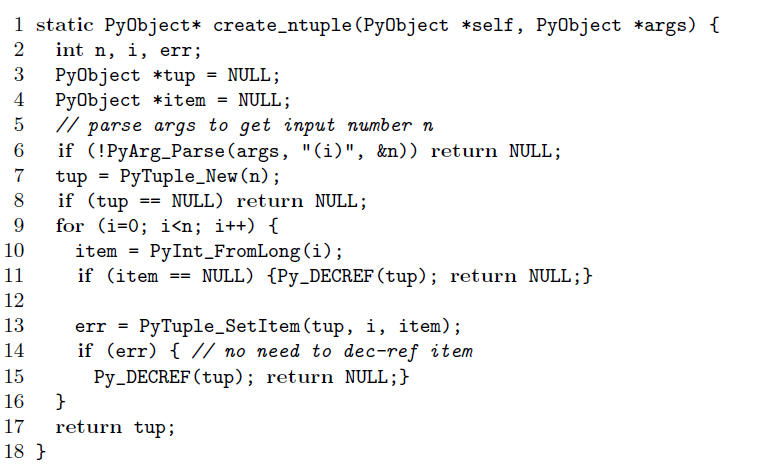 1 static PyObject* create_ntuple(PyObject *self, PyObject *args) {
2 int n, i, err;
3 PyObject *tup = NULL;
4 PyObject *item = NULL;
5 // parse args to get input number n
6 if (!PyArg_Parse(args, "(i)", &n)) return NULL;
7 tup = PyTuple_New(n);
8 if (tup == NULL) return NULL;
9 for (i=0; i<n; i++) {
10 item = PyInt_FromLong(i);
11 if (item == NULL) {Py_DECREF(tup); return NULL;}
12
13 err = PyTuple_SetItem(tup, i, item);
14 if (err) { // no need to dec-ref item
15 Py_DECREF(tup); return NULL;}
16 }
17 return tup;
18 }